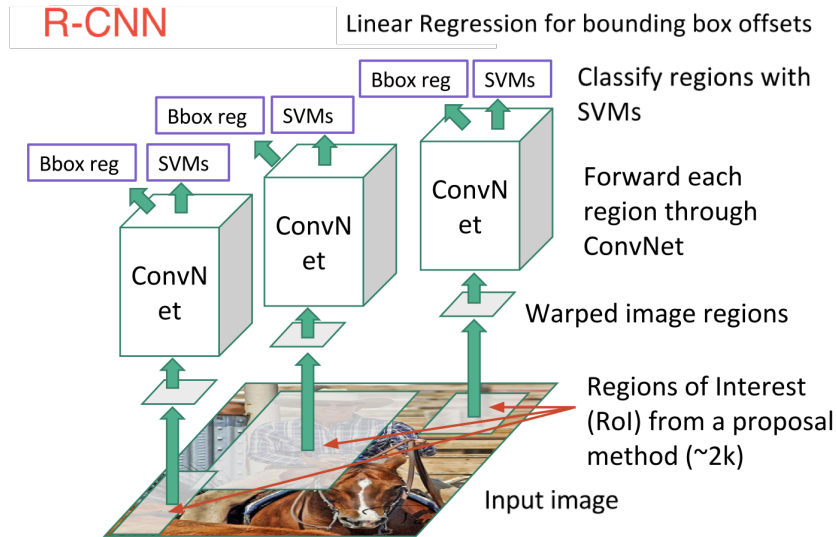 R-CNN
Linear Regression for bounding box offsets
Bbox reg
SVMs
Classify regions with
SVMs
Bbox reg
SVMs
Bbox reg
SVMs
ConvN
et
Forward each
region through
ConvNet
ConvN
et
ConvN
et
Warped image regions
Regions of Interest
(RoI) from a proposal
method (~2k)
Input image